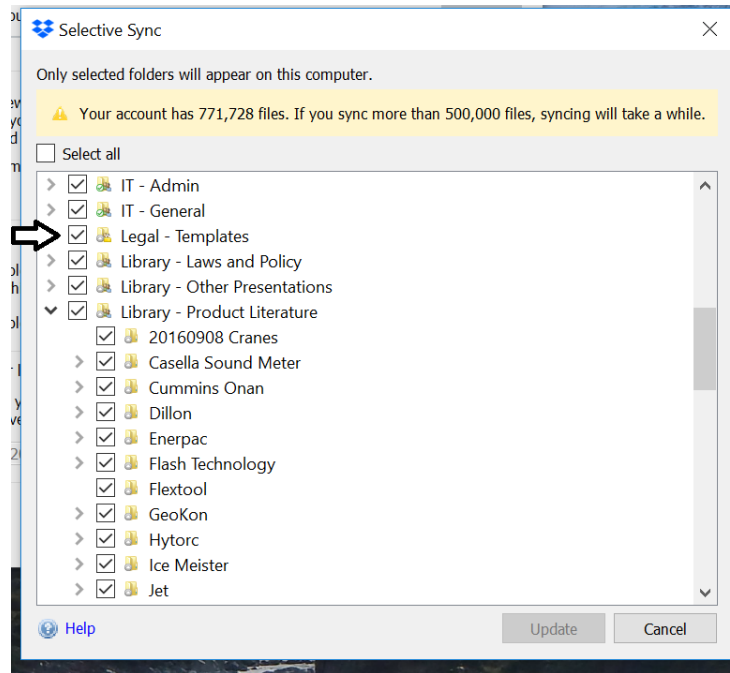 Selective Sync
Only selected folders will appear on this computer.
Your account has 771,728 files. If you sync more than 500,000 files, syncing will take a while.
Select all
IT - Admin
IT - General
Legal - Templates
Library - Laws and Policy
Library - Other Presentations
Library - Product Literature
20160908 Cranes
Casella Sound Meter
Cummins Onan
Dillon
Enerpac
Flash Technology
Flextool
GeoKon
Hytorc
Ice Meister
Jet
Help
Update
Cancel